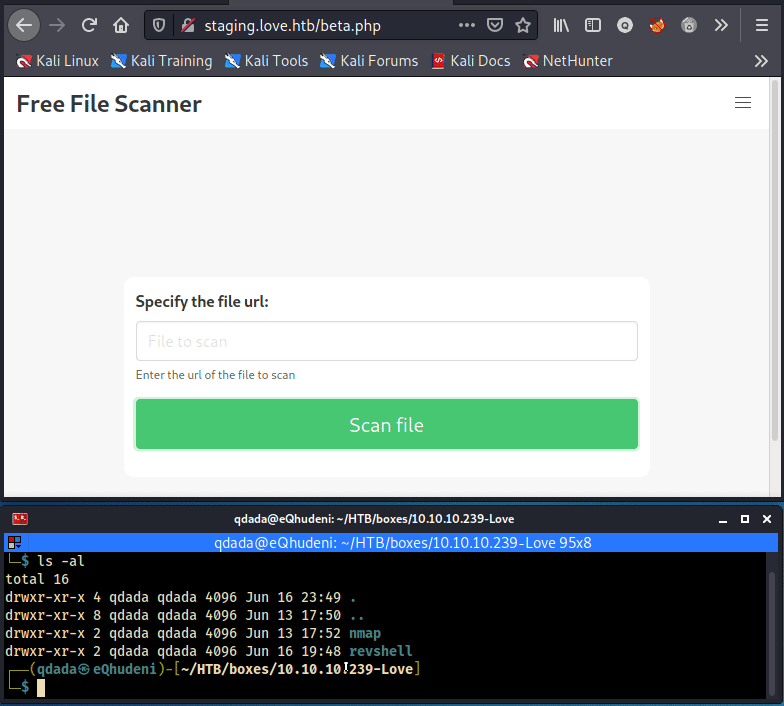 staging.love.htb/beta.php
Kali Linux Kali Training Kali Tools Kali Forums Kali Docs NetHunter
Free File Scanner
Specify the file url:
File to scan
Enter the url of the file to scan
Scan file
qdada@eQhudeni: ~/HTB/boxes/10.10.10.239-Love
qdada@eQhudeni: ~/HTB/boxes/10.10.10.239-Love 95x8
└─$ ls -al
total 16
drwxr-xr-x 4 qdada qdada 4096 Jun 16 23:49 .
drwxr-xr-x 8 qdada qdada 4096 Jun 13 17:50 ..
drwxr-xr-x 2 qdada qdada 4096 Jun 13 17:52 nmap
drwxr-xr-x 2 qdada qdada 4096 Jun 16 19:48 revshell
┌──(qdada㉿eQhudeni)-[~/HTB/boxes/10.10.10.239-Love]
└─$